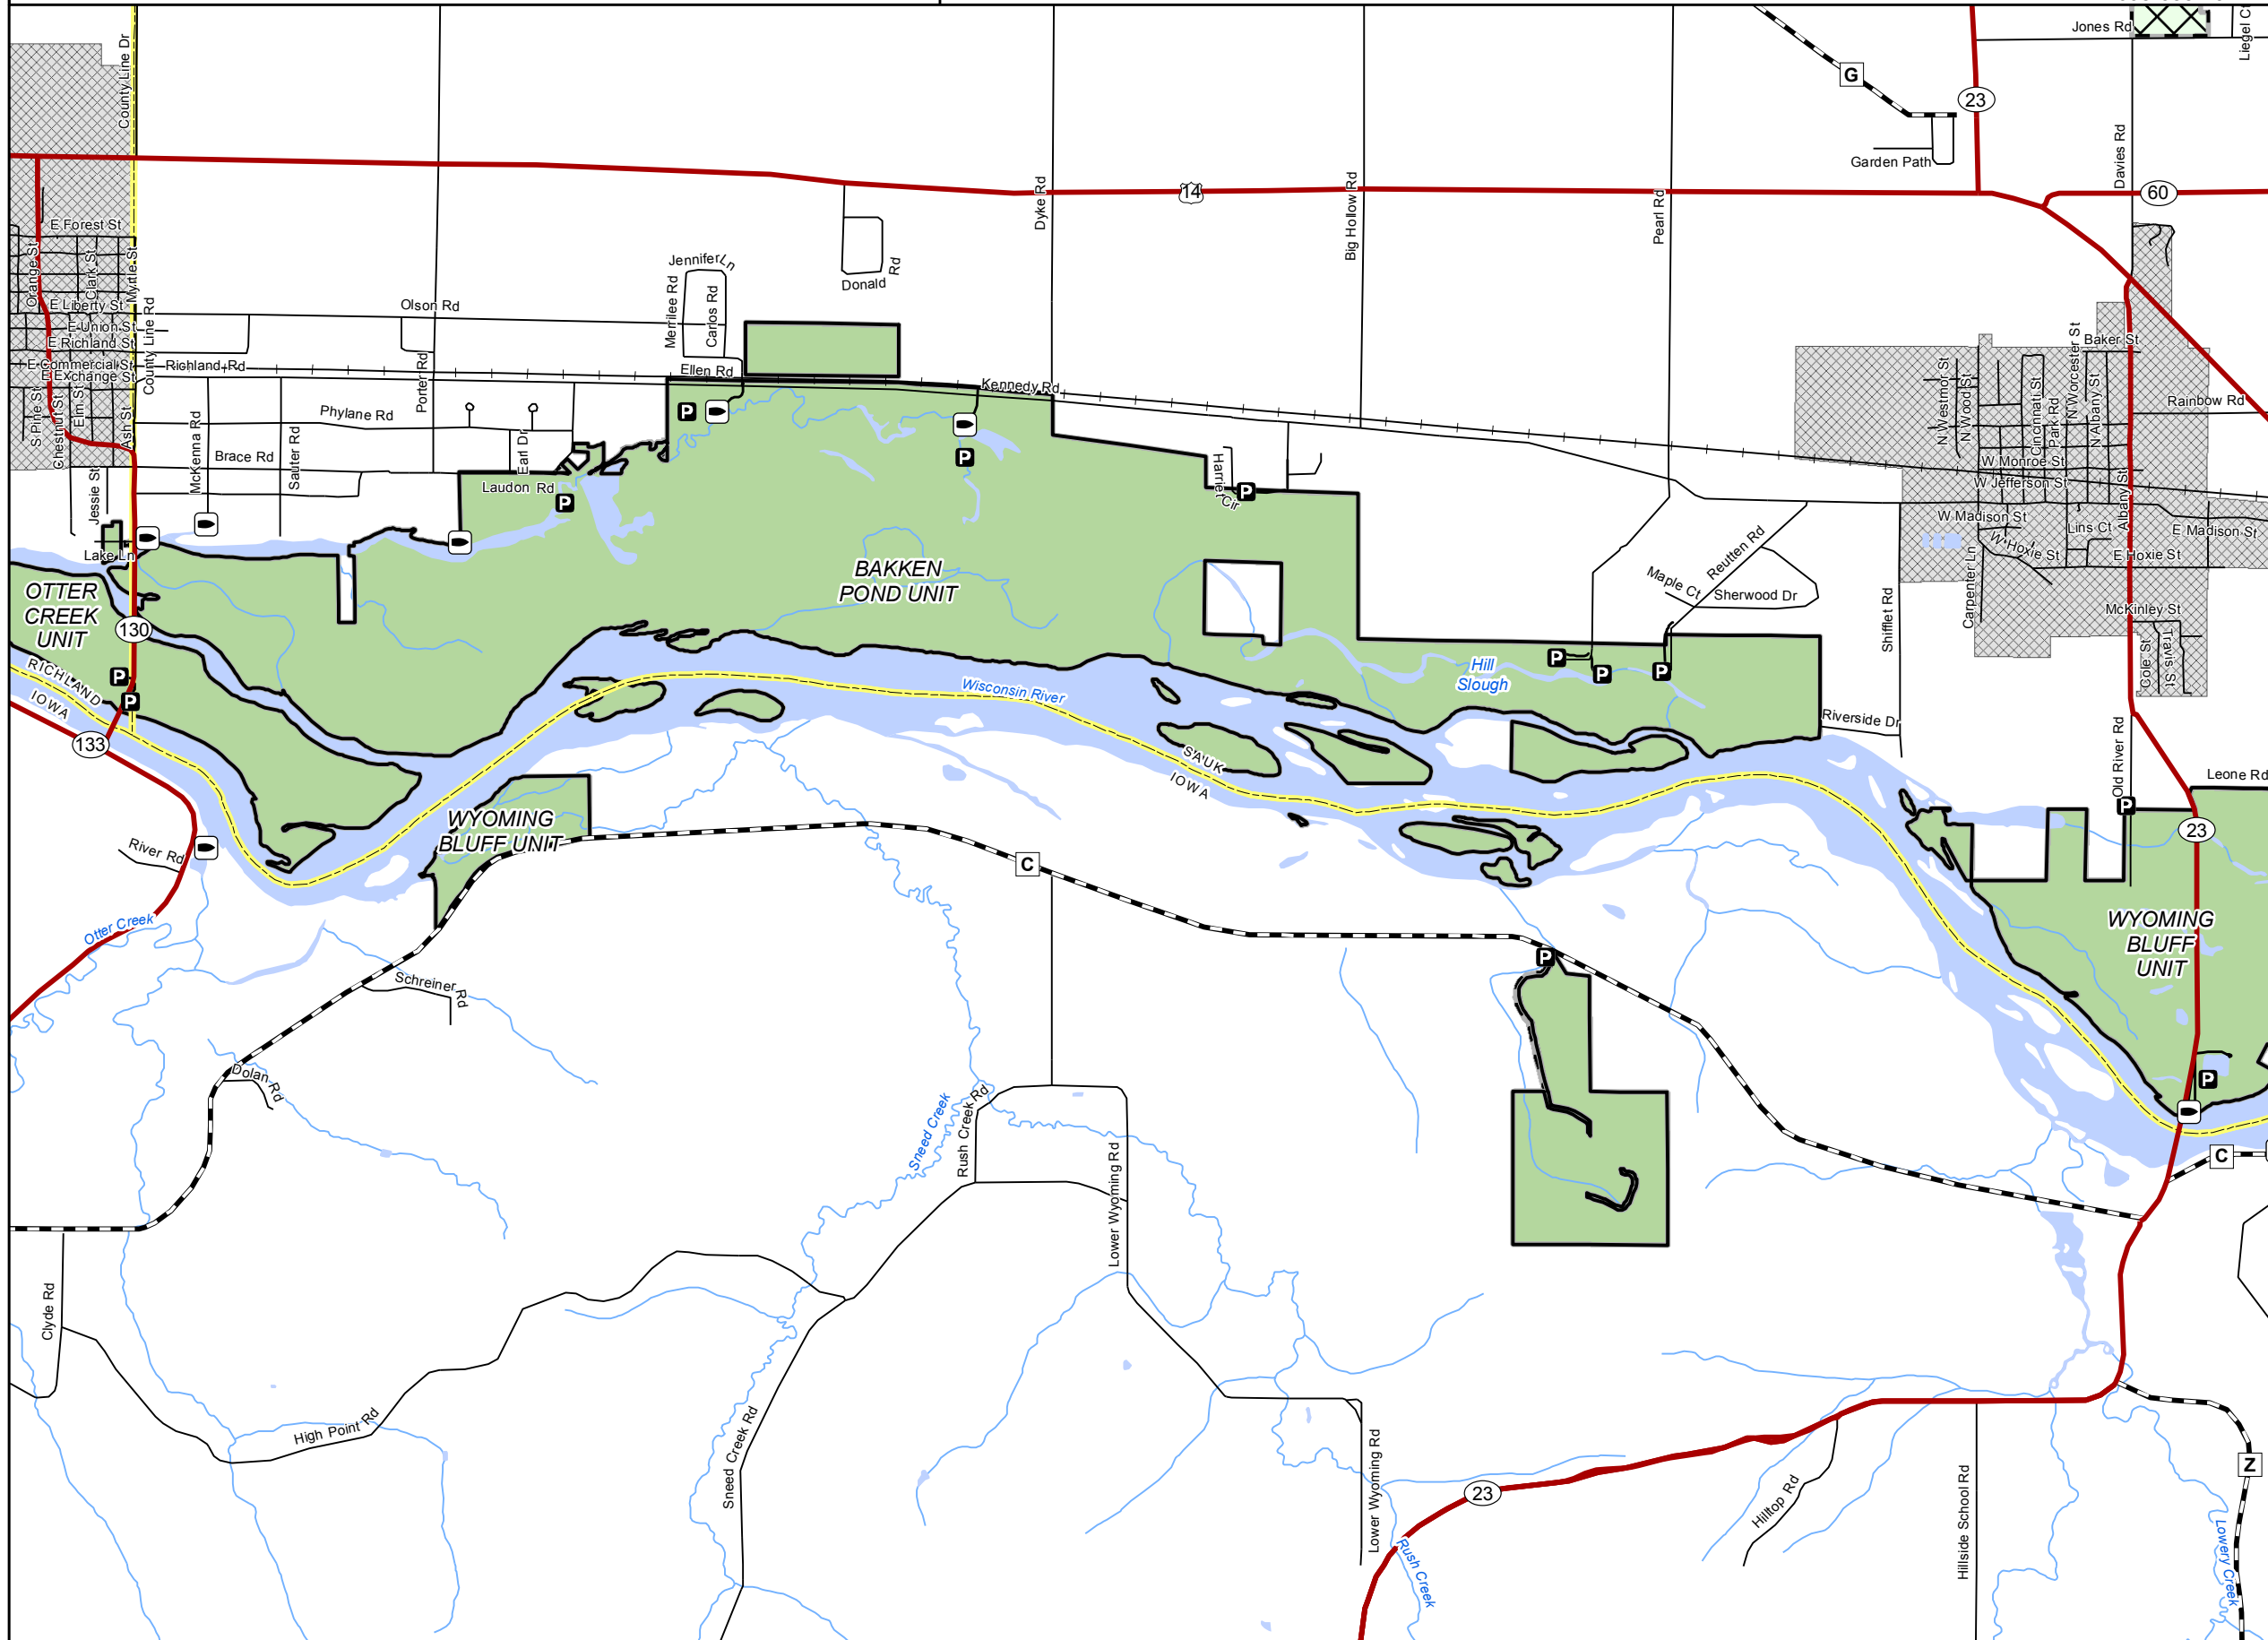 Jones Rd
Liegel Ct
County Line Dr
G
23
Garden Path
Davies Rd
60
14
Dyke Rd
Big Hollow Rd
Pearl Rd
E Forest St
Orange St
Clark St
Myrtle St
E Liberty St
E Union St
E Richland St
E Commercial St
E Exchange St
County Line Rd
Richland Rd
Olson Rd
Porter Rd
Jennifer Ln
Merrilee Rd
Carlos Rd
Donald Rd
Ellen Rd
Kennedy Rd
S Pine St
Chestnut St
Elm St
Ash St
Jessie St
McKenna Rd
Sauter Rd
Phylane Rd
Brace Rd
Earl Dr
Laudon Rd
Lake Ln
P
P
P
P
Harriet Cir
N Westmor St
N Wood St
Cincinnati St
Park Rd
N Worcester St
N Albany St
Baker St
Rainbow Rd
W Monroe St
W Jefferson St
Albany St
W Madison St
Lins Ct
E Madison St
W Hoxie St
E Hoxie St
Carpenter Ln
Shifflet Rd
McKinley St
Cole St
Travis St
Reutten Rd
Maple Ct
Sherwood Dr
OTTER
CREEK
UNIT
130
BAKKEN
POND UNIT
P
P
RICHLAND
IOWA
133
Wisconsin River
Hill
Slough
P
P
P
Riverside Dr
Old River Rd
Leone Rd
SAUK
IOWA
WYOMING
BLUFF UNIT
River Rd
Otter Creek
C
P
23
WYOMING
BLUFF
UNIT
P
Schreiner Rd
Dolan Rd
Sneed Creek
Rush Creek Rd
Lower Wyoming Rd
P
C
Clyde Rd
High Point Rd
Sneed Creek Rd
Lower Wyoming Rd
23
Rush Creek
Hilltop Rd
Hillside School Rd
Z
Lowery Creek